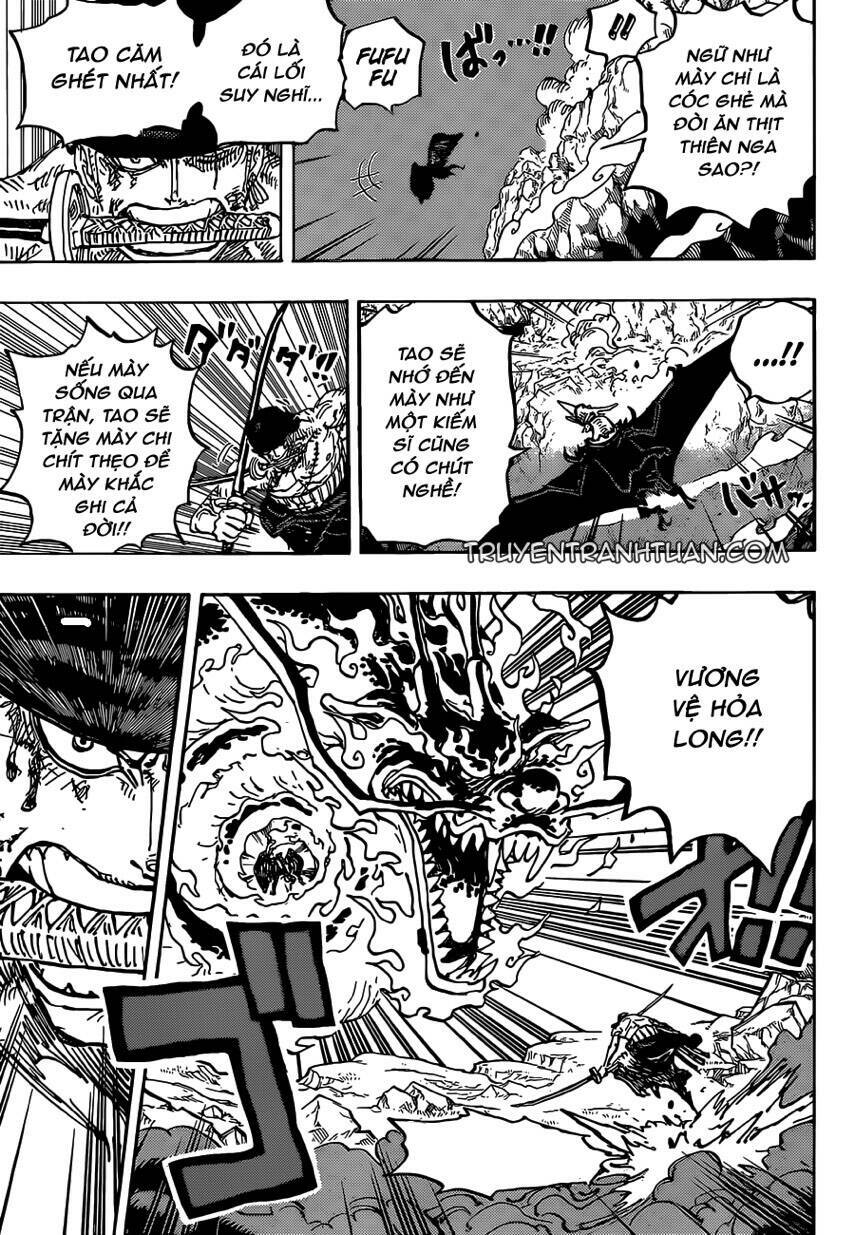 NGỮ NHƯ
MÀY CHỈ LÀ
CÓC GHẺ MÀ
ĐÒI ĂN THỊT
THIÊN NGA
SAO?!
!!
ばっ…!!
FUFU
FU
ĐÓ LÀ
CÁI LỐI
SUY NGHĨ...
TAO CĂM
GHÉT NHẤT!
...!!
TAO SẼ
NHỚ ĐẾN
MÀY NHƯ
MỘT KIẾM
SĨ CŨNG
CÓ CHÚT
NGHỀ!
バサッ
TRUYENTRANHTUAN.COM
ダダダッ!!
NẾU MÀY
SỐNG QUA
TRẬN, TAO SẼ
TẶNG MÀY CHI
CHÍT THẸO ĐỂ
MÀY KHẮC
GHI CẢ
ĐỜI!!
VƯƠNG
VỆ HỎA
LONG!!
ゴオ!!